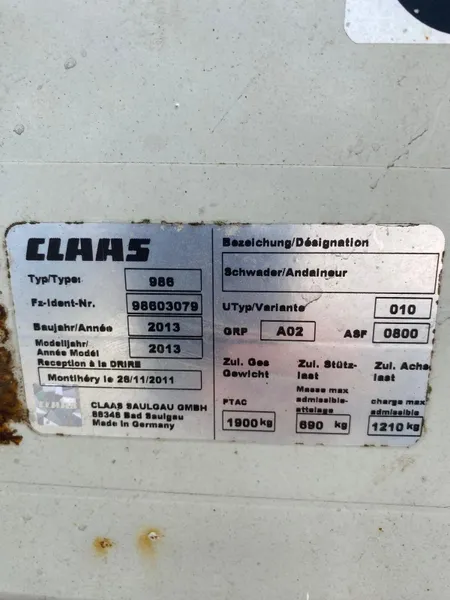 CLAAS
Typ/Type: 986
Fz-Ident-Nr. 98603079
Baujahr/Année 2013
Modelljahr/
Année Modèl 2013
Reception à la DRIRE
Montlhéry le 28/11/2011
CLAAS SAULGAU GMBH
88348 Bad Saulgau
Made in Germany
Bezeichung/Désignation
Schwader/Andaineur
UTyp/Variante 010
GRP A02 ASF 0800
Zul. Ges Zul. Stütz- Zul. Achs
Gewicht last last
PTAC Masse max admissible- attelage charge max admissible
1900 kg 690 kg 1210 kg